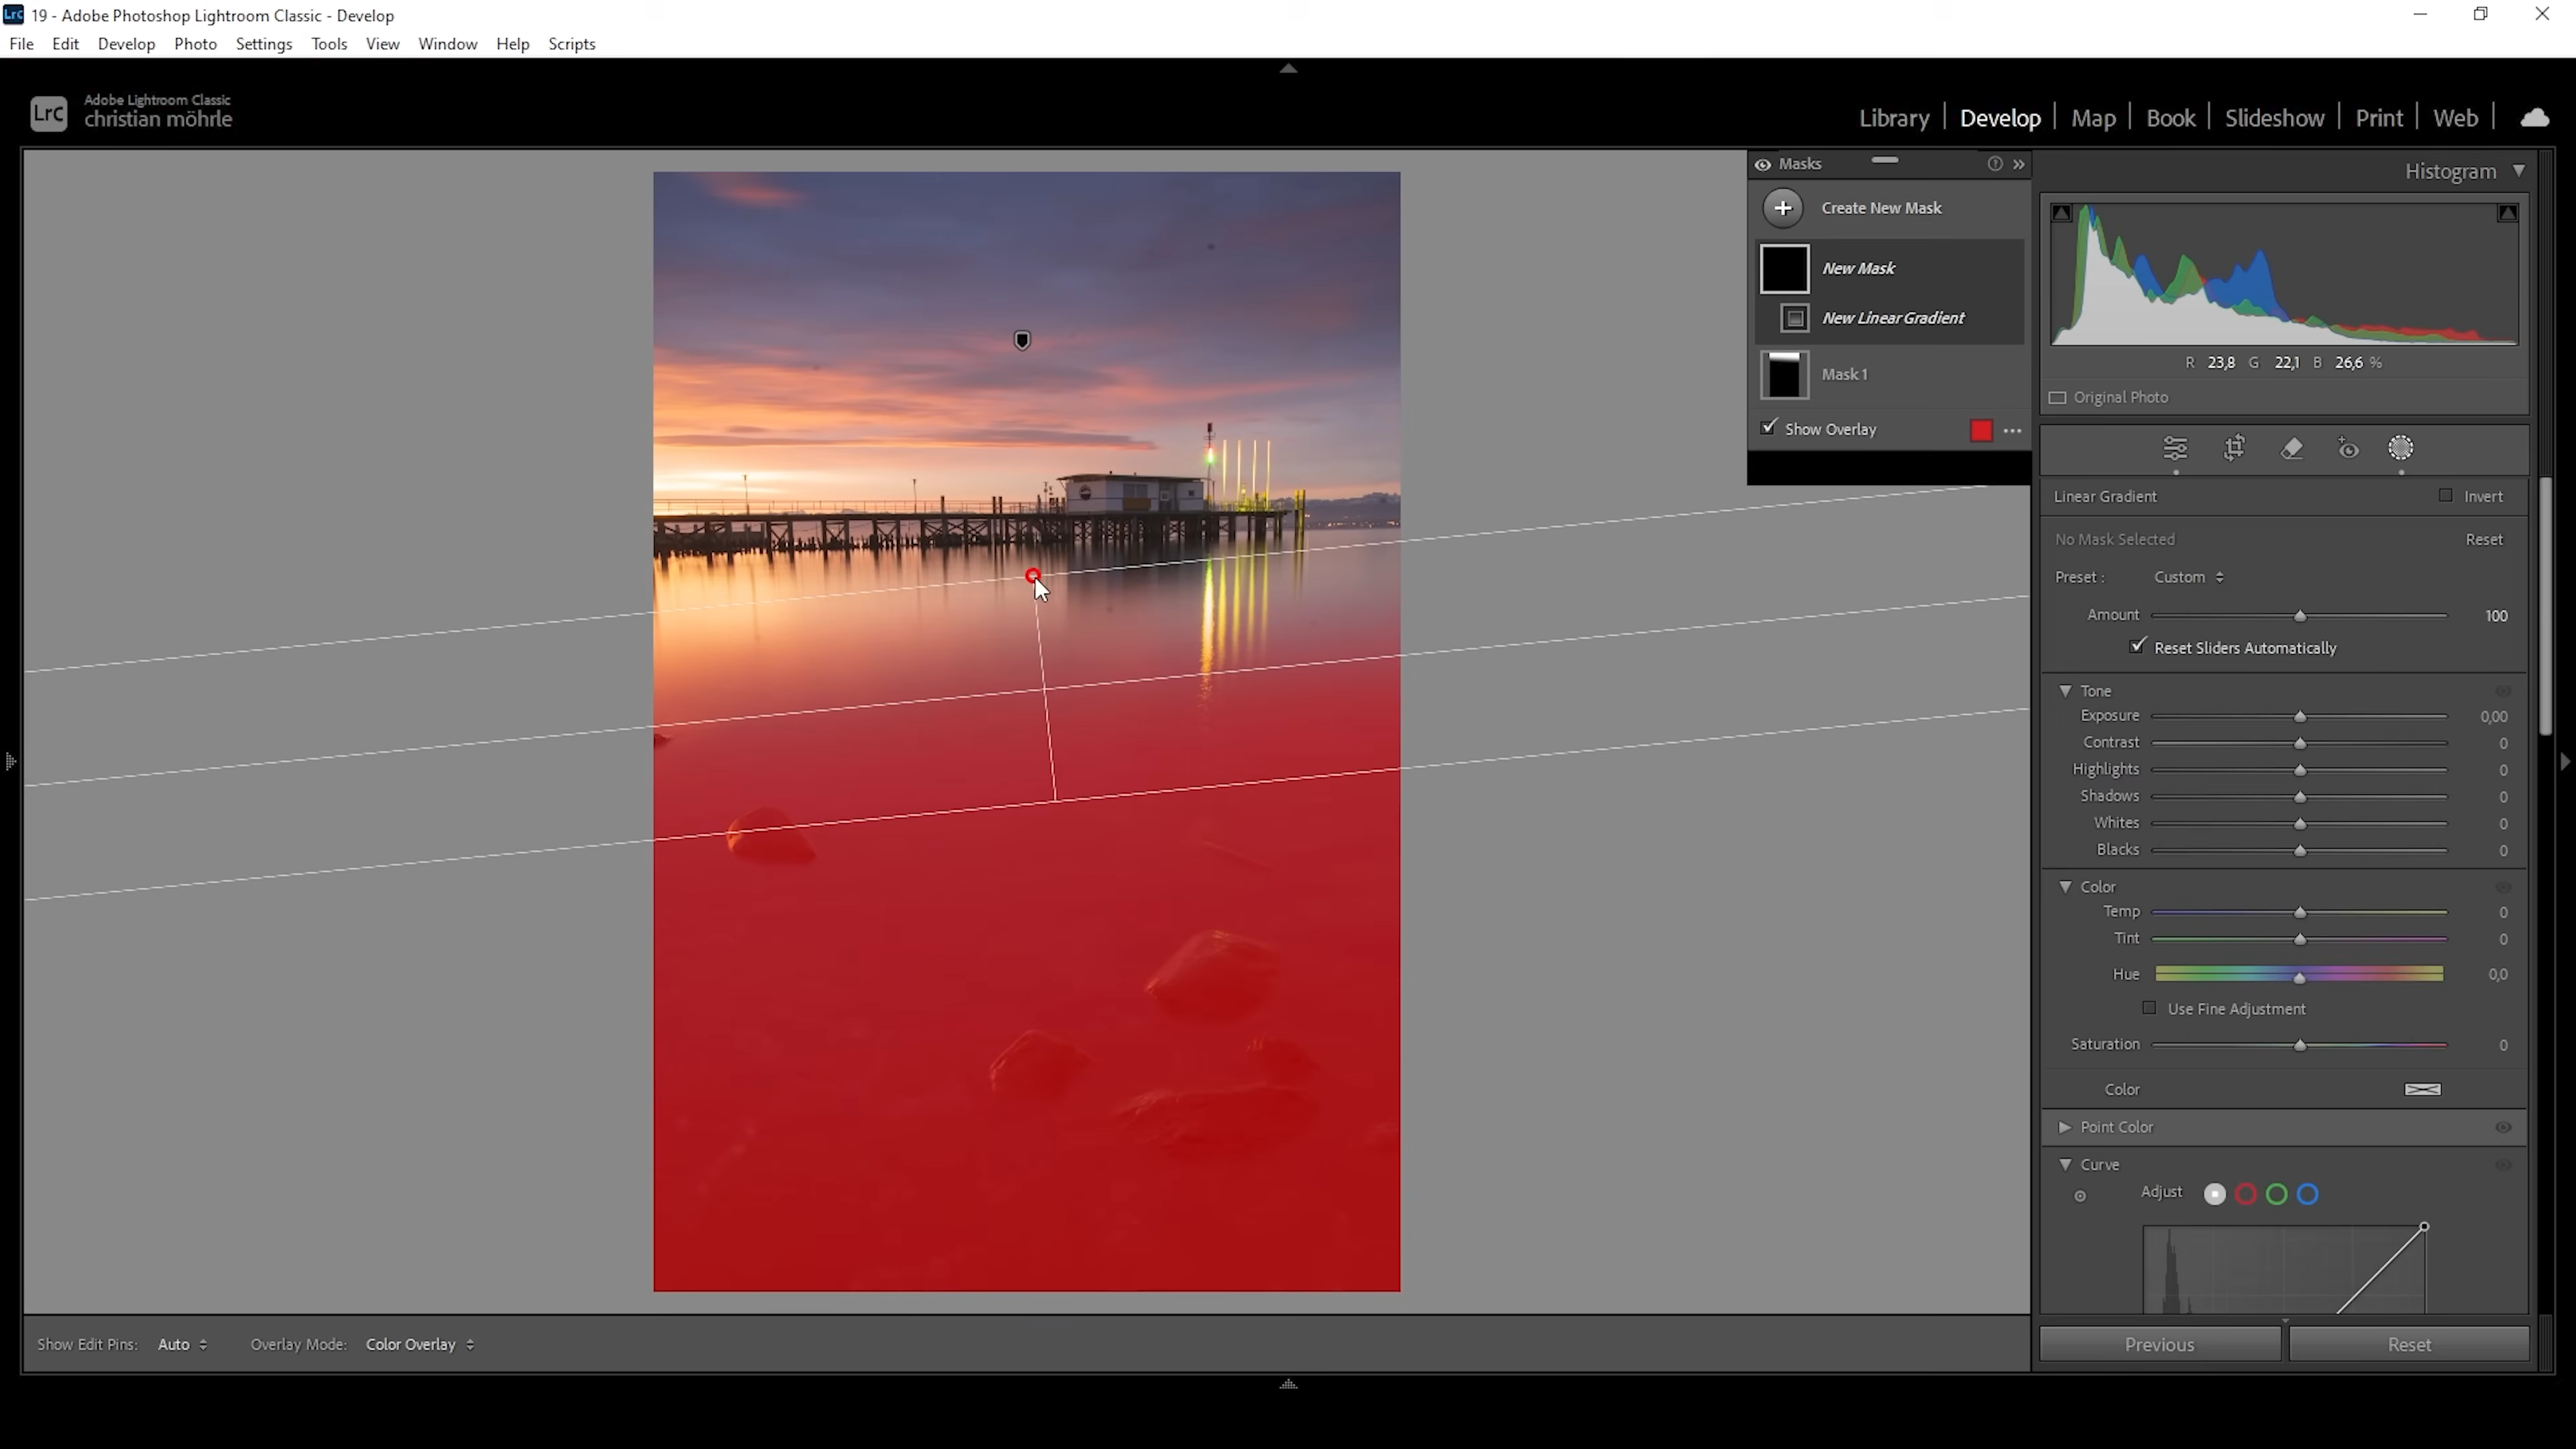 Lrc 19 - Adobe Photoshop Lightroom Classic - Develop
File Edit Develop Photo Settings Tools View Window Help Scripts
Lrc Adobe Lightroom Classic
christian möhrle
Library | Develop | Map | Book | Slideshow | Print | Web |
Masks
Create New Mask
New Mask
New Linear Gradient
Mask 1
Show Overlay
Histogram
R 23,8 G 22,1 B 26,6 %
Original Photo
Linear Gradient Invert
No Mask Selected Reset
Preset : Custom
Amount 100
Reset Sliders Automatically
Tone
Exposure 0,00
Contrast 0
Highlights 0
Shadows 0
Whites 0
Blacks 0
Color
Temp 0
Tint 0
Hue 0,0
Use Fine Adjustment
Saturation 0
Color
Point Color
Curve
Adjust
Show Edit Pins: Auto Overlay Mode: Color Overlay
Previous Reset